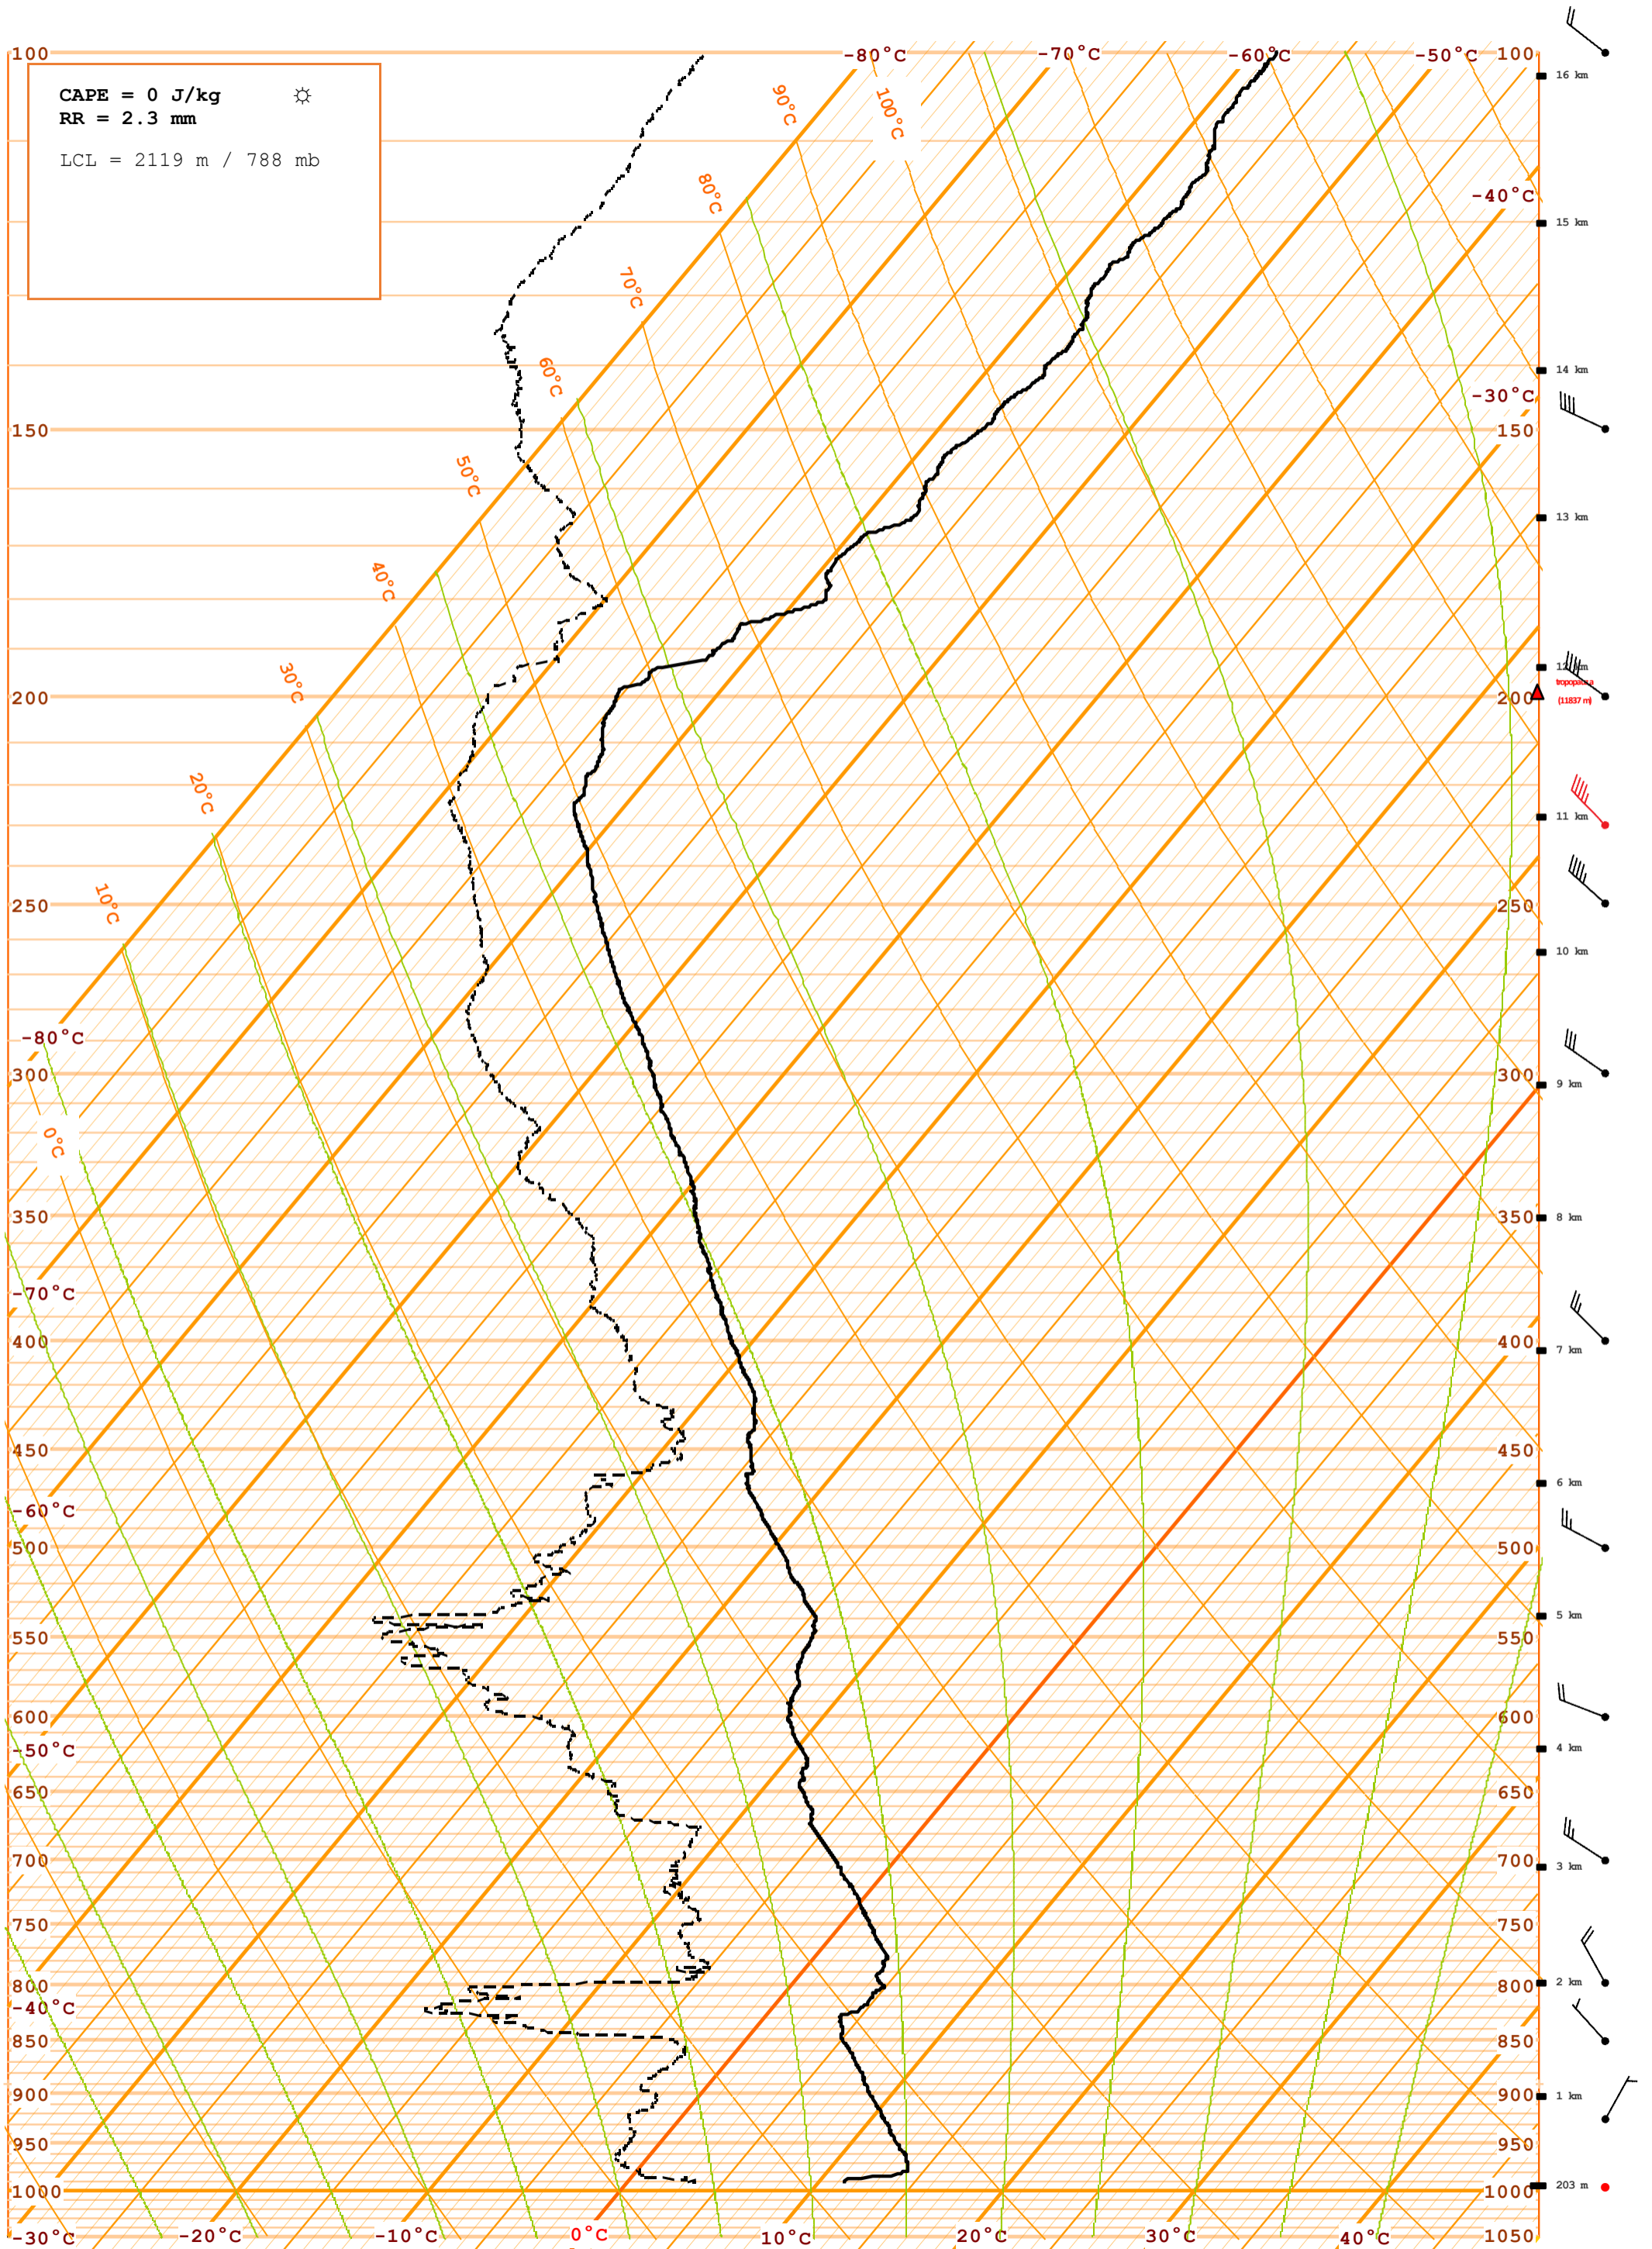 100 -80°C -70°C -60°C -50°C 100
16 km
CAPE = 0 J/kg ☼
RR = 2.3 mm
LCL = 2119 m / 788 mb
90°C 100°C
80°C
-40°C
15 km
70°C
60°C
14 km
-30°C
150 150
50°C
13 km
40°C
30°C
200 200
(11837 m)
20°C
11 km
10°C
250 250
10 km
-80°C
300 300
9 km
0°C
350 350
8 km
-70°C
400 400
7 km
450 450
6 km
-60°C
500 500
5 km
550 550
600 600
-50°C
4 km
650 650
700 700
3 km
750 750
800 800
2 km
-40°C
850 850
900 900
1 km
950 950
1000 1000
203 m
-30°C -20°C -10°C 0°C 10°C 20°C 30°C 40°C 1050